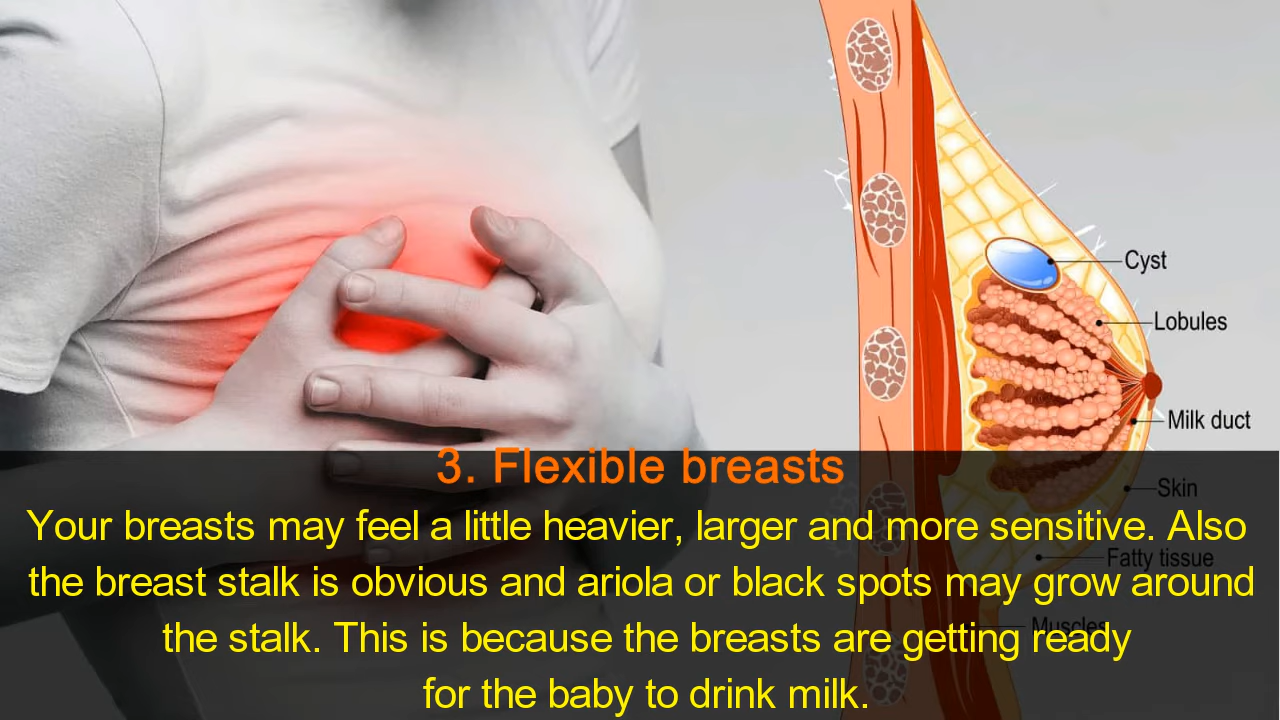 Cyst
Lobules
Milk duct
Skin
Fatty tissue
Muscles
3. Flexible breasts
Your breasts may feel a little heavier, larger and more sensitive. Also
the breast stalk is obvious and ariola or black spots may grow around
the stalk. This is because the breasts are getting ready
for the baby to drink milk.